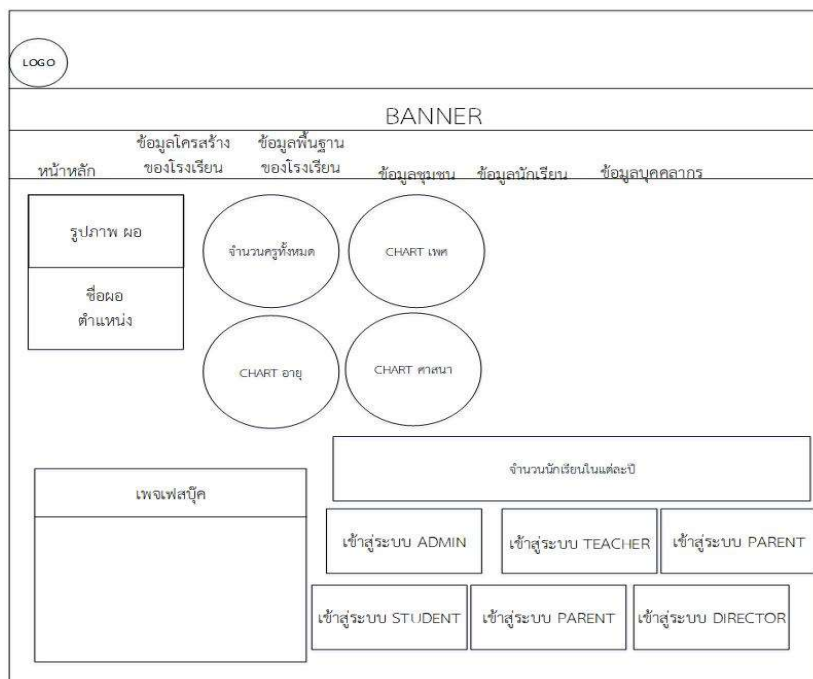 LOGO
BANNER
หน้าหลัก
ข้อมูลโครสร้าง
ของโรงเรียน
ข้อมูลพื้นฐาน
ของโรงเรียน
ข้อมูลชุมชน
ข้อมูลนักเรียน
ข้อมูลบุคคลากร
รูปภาพ ผอ
ชื่อผอ
ตำแหน่ง
จำนวนครูทั้งหมด
CHART เพศ
CHART อายุ
CHART ศาสนา
จำนวนนักเรียนในแต่ละปี
เพจเฟสบุ๊ค
เข้าสู่ระบบ ADMIN
เข้าสู่ระบบ TEACHER
เข้าสู่ระบบ PARENT
เข้าสู่ระบบ STUDENT
เข้าสู่ระบบ PARENT
เข้าสู่ระบบ DIRECTOR